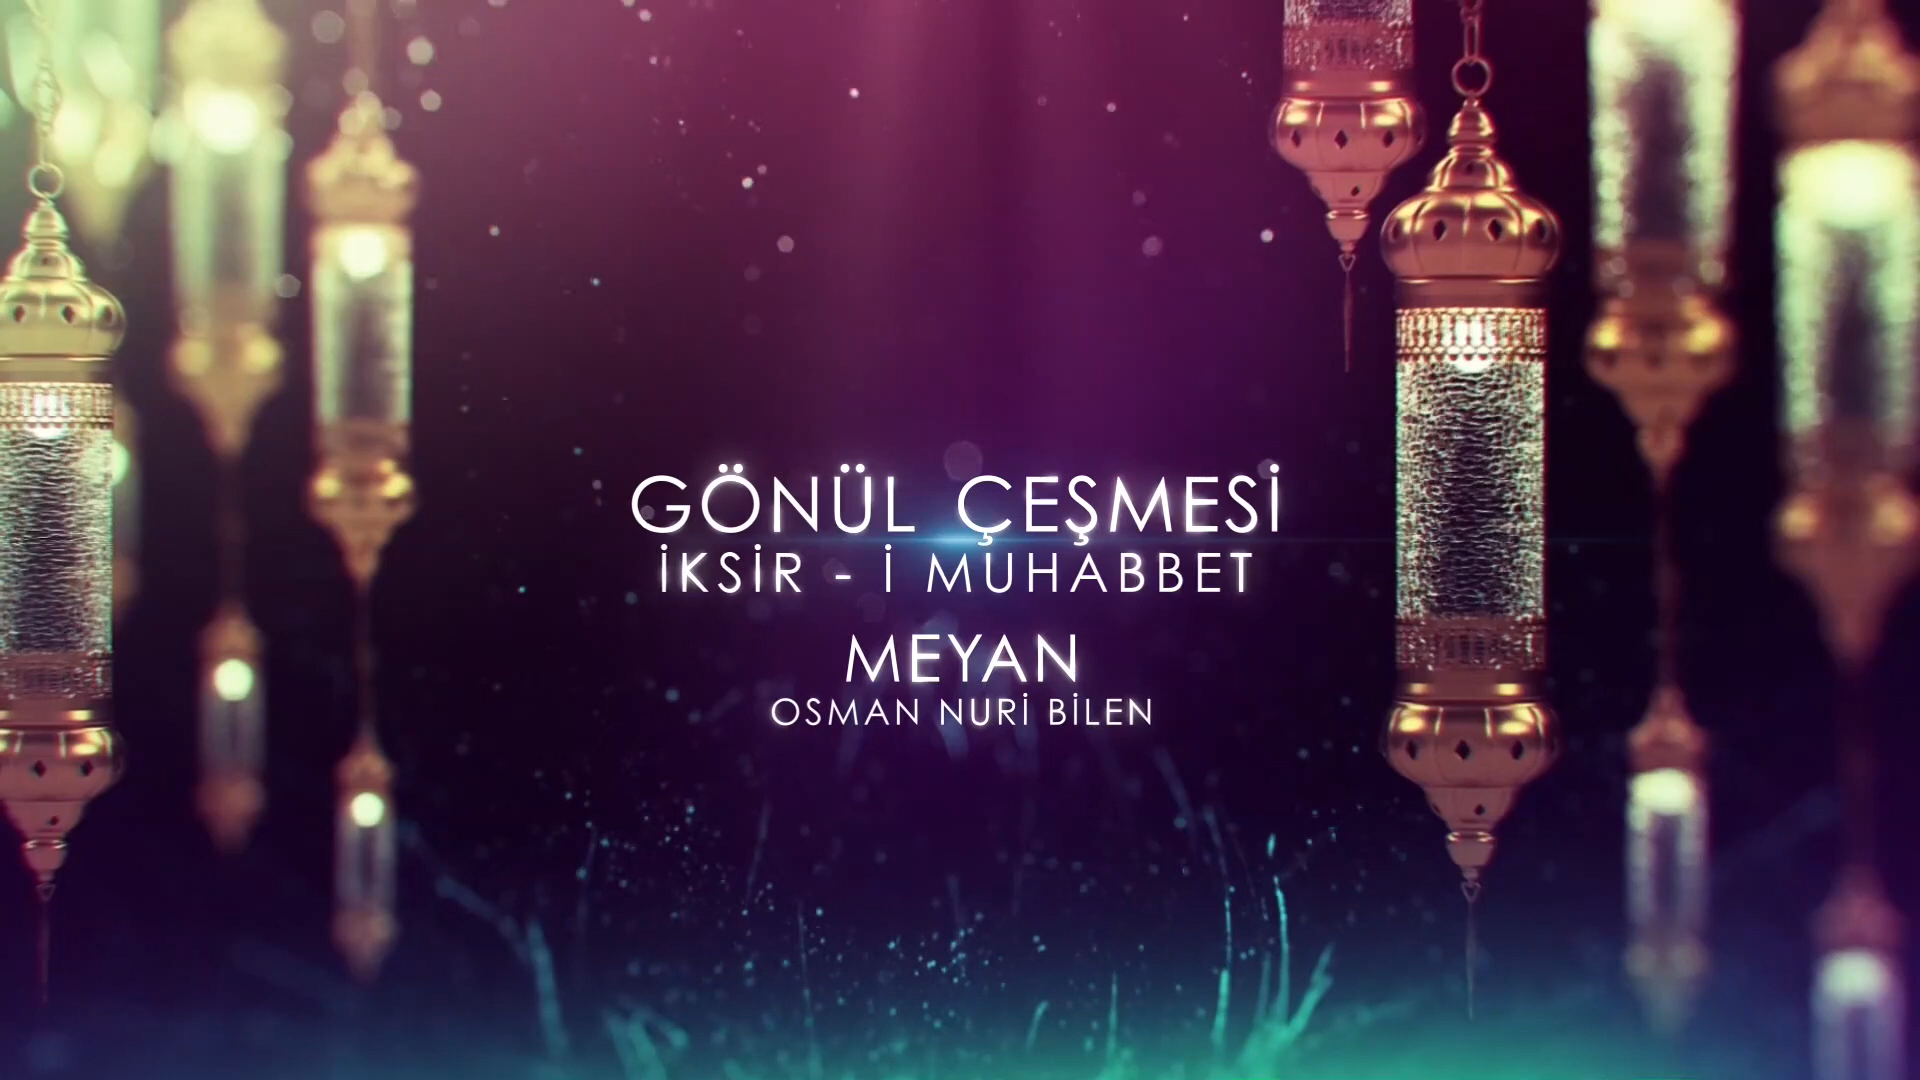 GÖNÜL ÇEŞMESİ
İKSİR - İ MUHABBET
MEYAN
OSMAN NURİ BİLEN